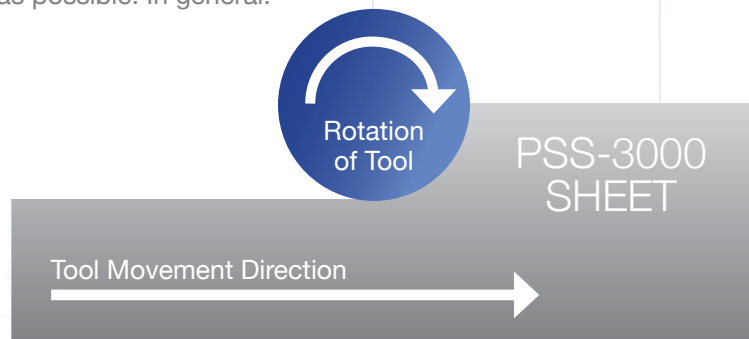 as possible. In general.
Rotation
of Tool
PSS-3000
SHEET
Tool Movement Direction